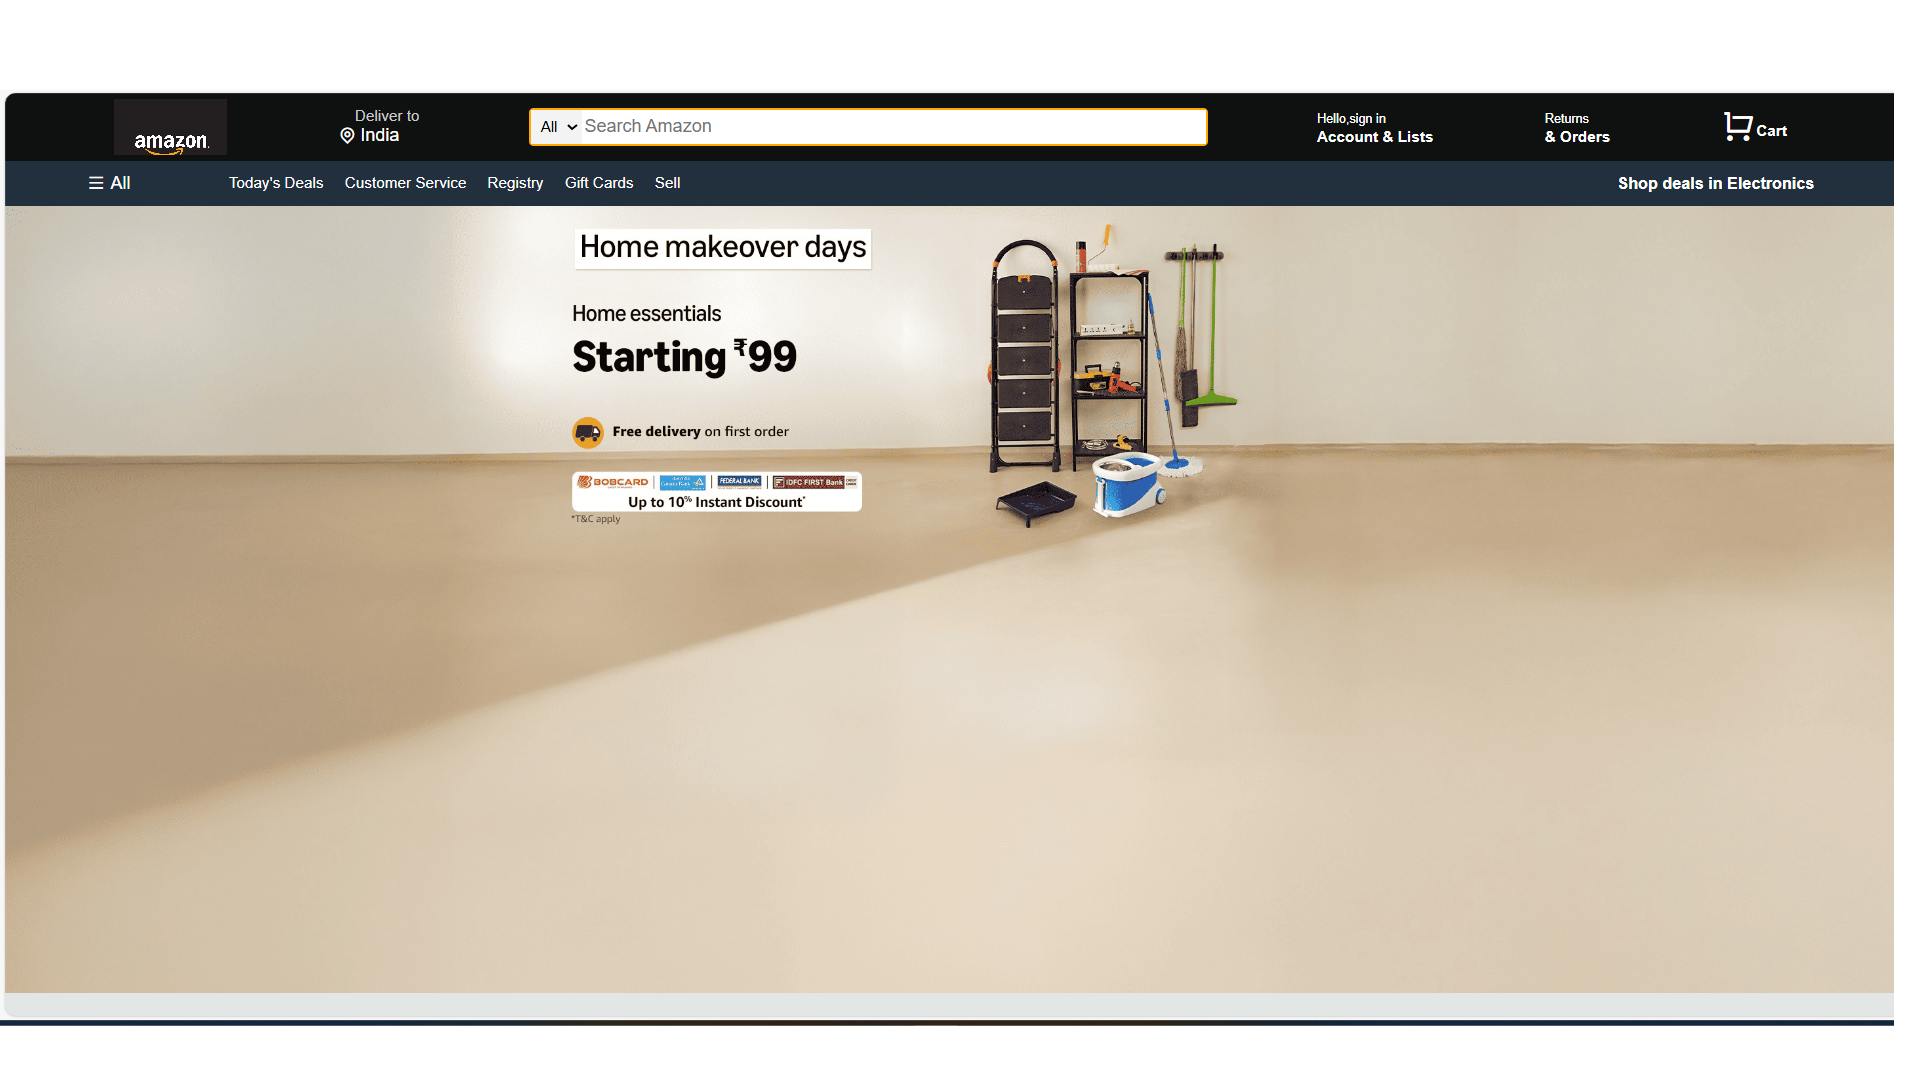 amazon
Deliver to
India
All
Search Amazon
Hello,sign in
Account & Lists
Returns
& Orders
Cart
All
Today's Deals
Customer Service
Registry
Gift Cards
Sell
Shop deals in Electronics
Home makeover days
Home essentials
Starting ₹99
Free delivery on first order
BOBCARD
Canara Bank
FEDERAL BANK
IDFC FIRST Bank
Up to 10% Instant Discount*
*T&C apply